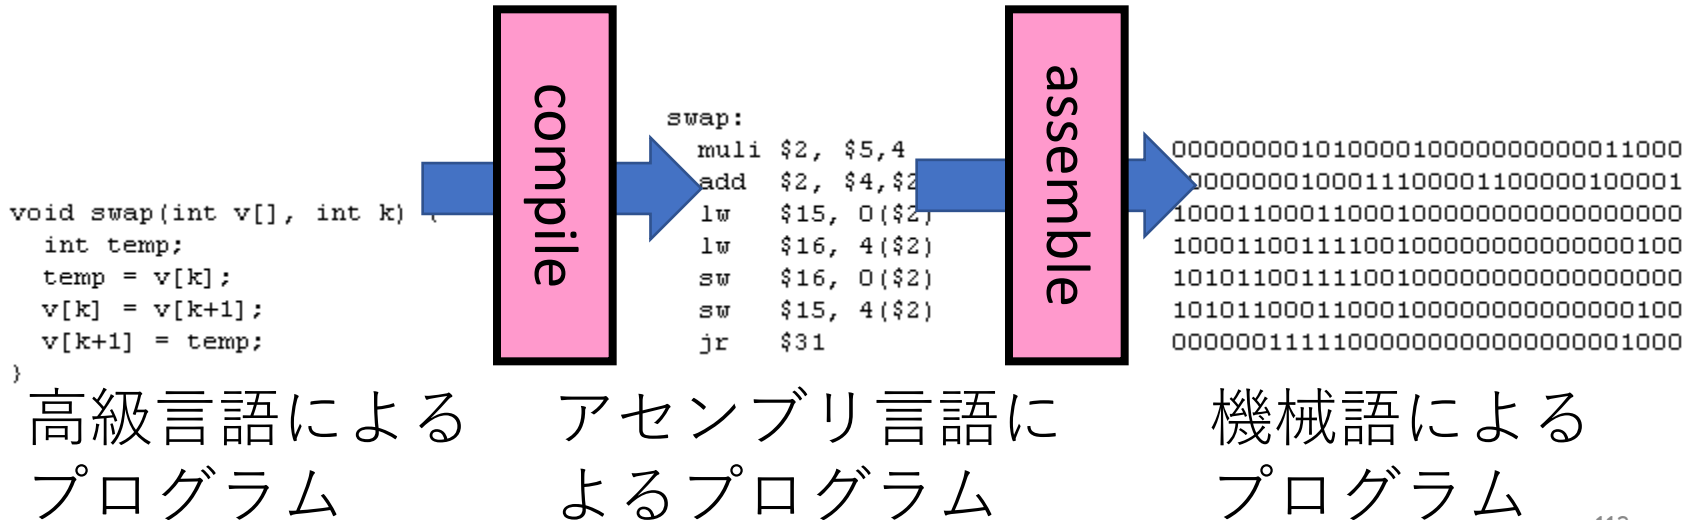 void swap(int v[], int k) {
int temp;
temp = v[k];
v[k] = v[k+1];
v[k+1] = temp;
}
高級言語による
プログラム
compile
swap:
muli $2, $5,4
add $2, $4,$2
lw $15, 0($2)
lw $16, 4($2)
sw $16, 0($2)
sw $15, 4($2)
jr $31
アセンブリ言語に
よるプログラム
assemble
00000000101000010000000000011000
00000000100011100001100000100001
10001100011000100000000000000000
10001100111100100000000000000100
10101100111100100000000000000000
10101100011000100000000000000100
00000011111000000000000000001000
機械語による
プログラム